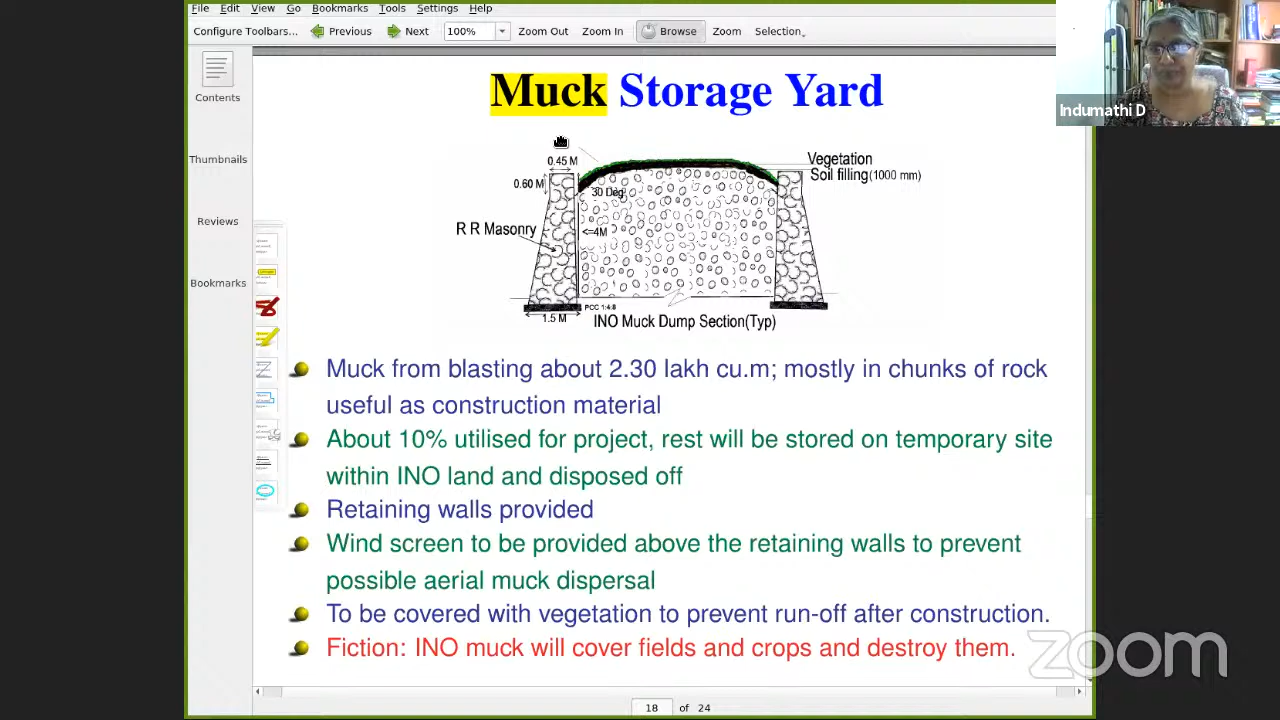 File Edit View Go Bookmarks Tools Settings Help
Configure Toolbars... Previous Next 100% Zoom Out Zoom In Browse Zoom Selection
Contents
Thumbnails
Reviews
Bookmarks
Indumathi D
Muck Storage Yard
0.45 M
0.60 M
30 Deg
Vegetation
Soil filling(1000 mm)
R R Masonry
4M
PCC 1:4:8
1.5 M
INO Muck Dump Section(Typ)
Muck from blasting about 2.30 lakh cu.m; mostly in chunks of rock
useful as construction material
About 10% utilised for project, rest will be stored on temporary site
within INO land and disposed off
Retaining walls provided
Wind screen to be provided above the retaining walls to prevent
possible aerial muck dispersal
To be covered with vegetation to prevent run-off after construction.
Fiction: INO muck will cover fields and crops and destroy them.
zoom
18 of 24